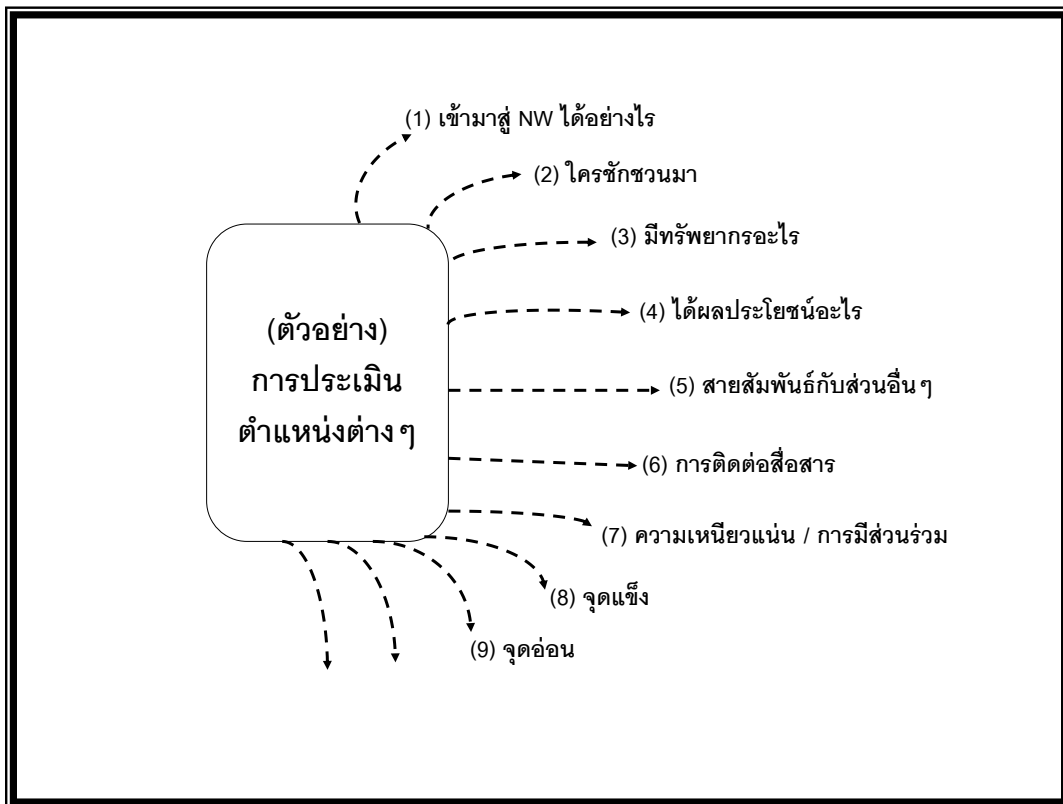 (1) เข้ามาสู่ NW ได้อย่างไร
(2) ใครชักชวนมา
(3) มีทรัพยากรอะไร
(4) ได้ผลประโยชน์อะไร
(ตัวอย่าง)
การประเมิน
ตำแหน่งต่างๆ
(5) สายสัมพันธ์กับส่วนอื่นๆ
(6) การติดต่อสื่อสาร
(7) ความเหนียวแน่น / การมีส่วนร่วม
(8) จุดแข็ง
(9) จุดอ่อน